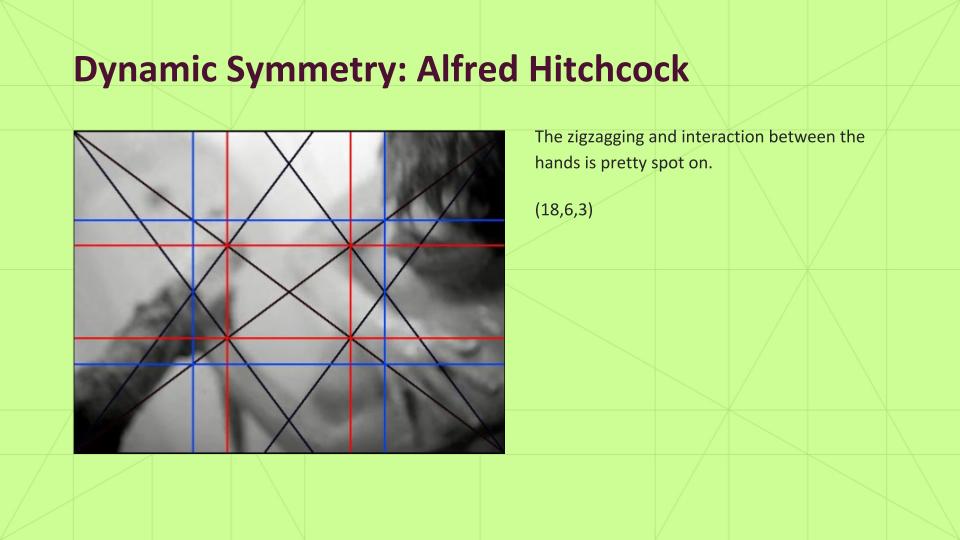 Dynamic Symmetry: Alfred Hitchcock
The zigzagging and interaction between the
hands is pretty spot on.
(18,6,3)